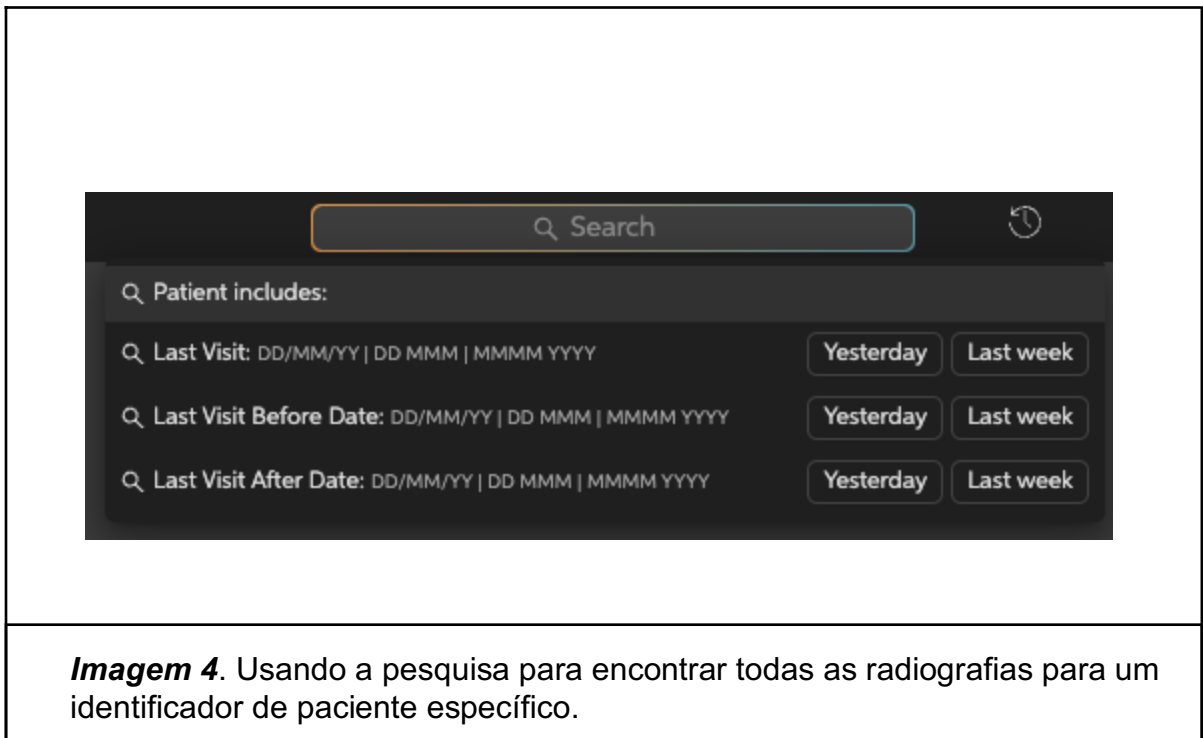 Search
Patient includes:
Last Visit: DD/MM/YY | DD MMM | MMMM YYYY Yesterday Last week
Last Visit Before Date: DD/MM/YY | DD MMM | MMMM YYYY Yesterday Last week
Last Visit After Date: DD/MM/YY | DD MMM | MMMM YYYY Yesterday Last week
Imagem 4. Usando a pesquisa para encontrar todas as radiografias para um
identificador de paciente específico.